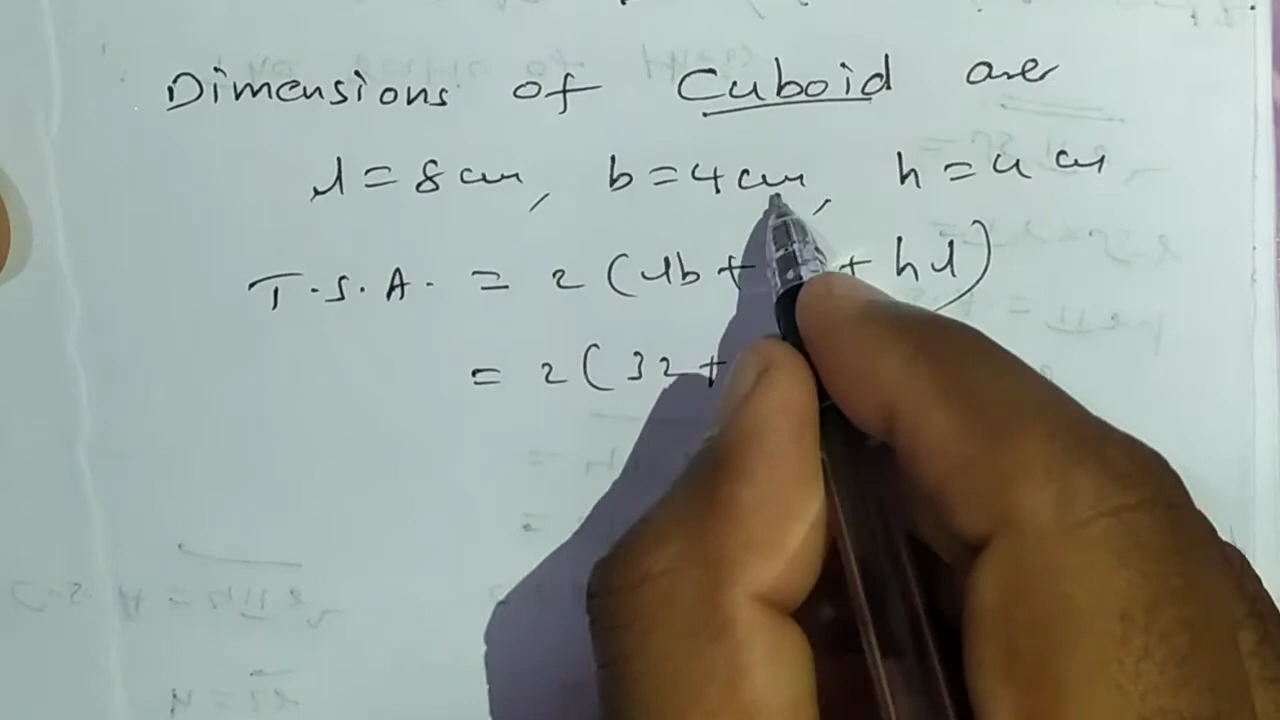 Dimensions of Cuboid are
l = 8 cm, b = 4 cm, h = 4 cm
T.S.A. = 2 (lb + + hl)
= 2 ( 32 +